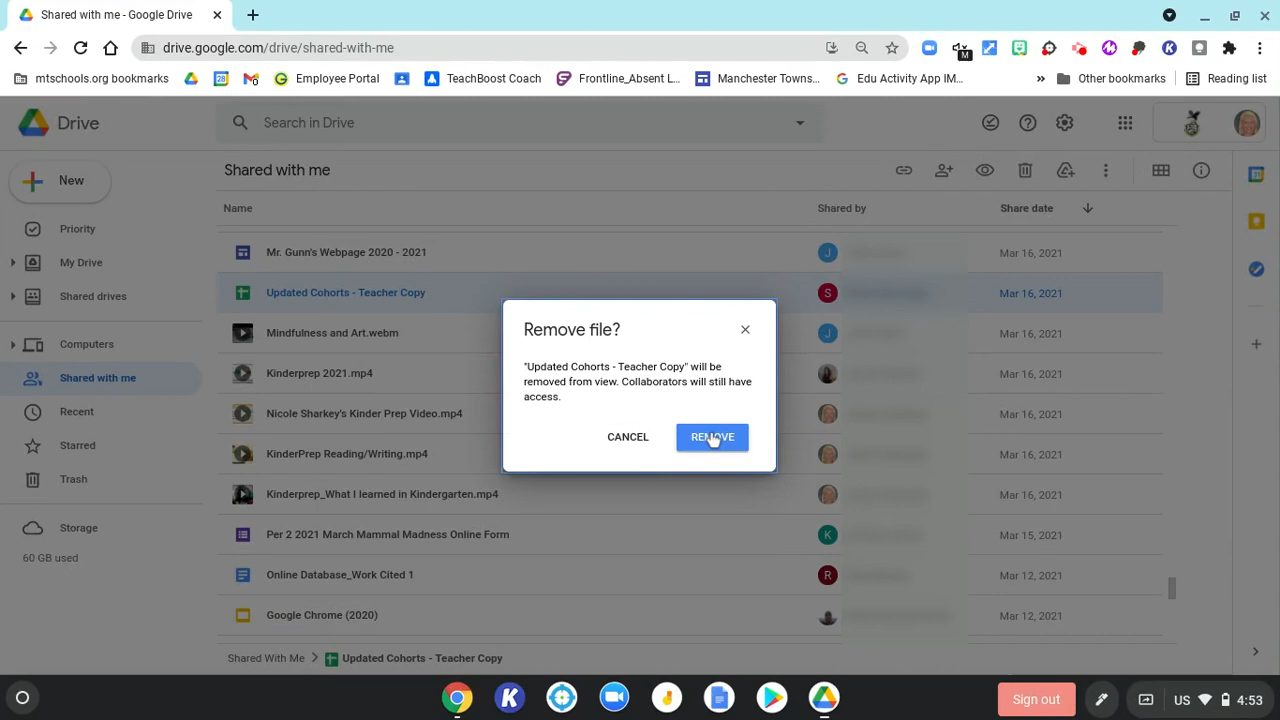 Shared with me - Google Drive
drive.google.com/drive/shared-with-me
M
mtschools.org bookmarks 28 Employee Portal TeachBoost Coach Frontline_Absent L... Manchester Towns... Edu Activity App IM... » Other bookmarks Reading list
Drive
Search in Drive
New
Shared with me
Name Shared by Share date
Priority
My Drive
Shared drives
Computers
Shared with me
Recent
Starred
Trash
Storage
60 GB used
Mr. Gunn's Webpage 2020 - 2021 J Mar 16, 2021
Updated Cohorts - Teacher Copy S Mar 16, 2021
Mindfulness and Art.webm J Mar 16, 2021
Kinderprep 2021.mp4 Mar 16, 2021
Nicole Sharkey's Kinder Prep Video.mp4 Mar 16, 2021
KinderPrep Reading/Writing.mp4 Mar 16, 2021
Kinderprep_What I learned in Kindergarten.mp4 Mar 16, 2021
Per 2 2021 March Mammal Madness Online Form K Mar 15, 2021
Online Database_Work Cited 1 R Mar 12, 2021
Google Chrome (2020) Mar 12, 2021
Remove file?
"Updated Cohorts - Teacher Copy" will be
removed from view. Collaborators will still have
access.
CANCEL REMOVE
Shared With Me > Updated Cohorts - Teacher Copy
Sign out US 4:53